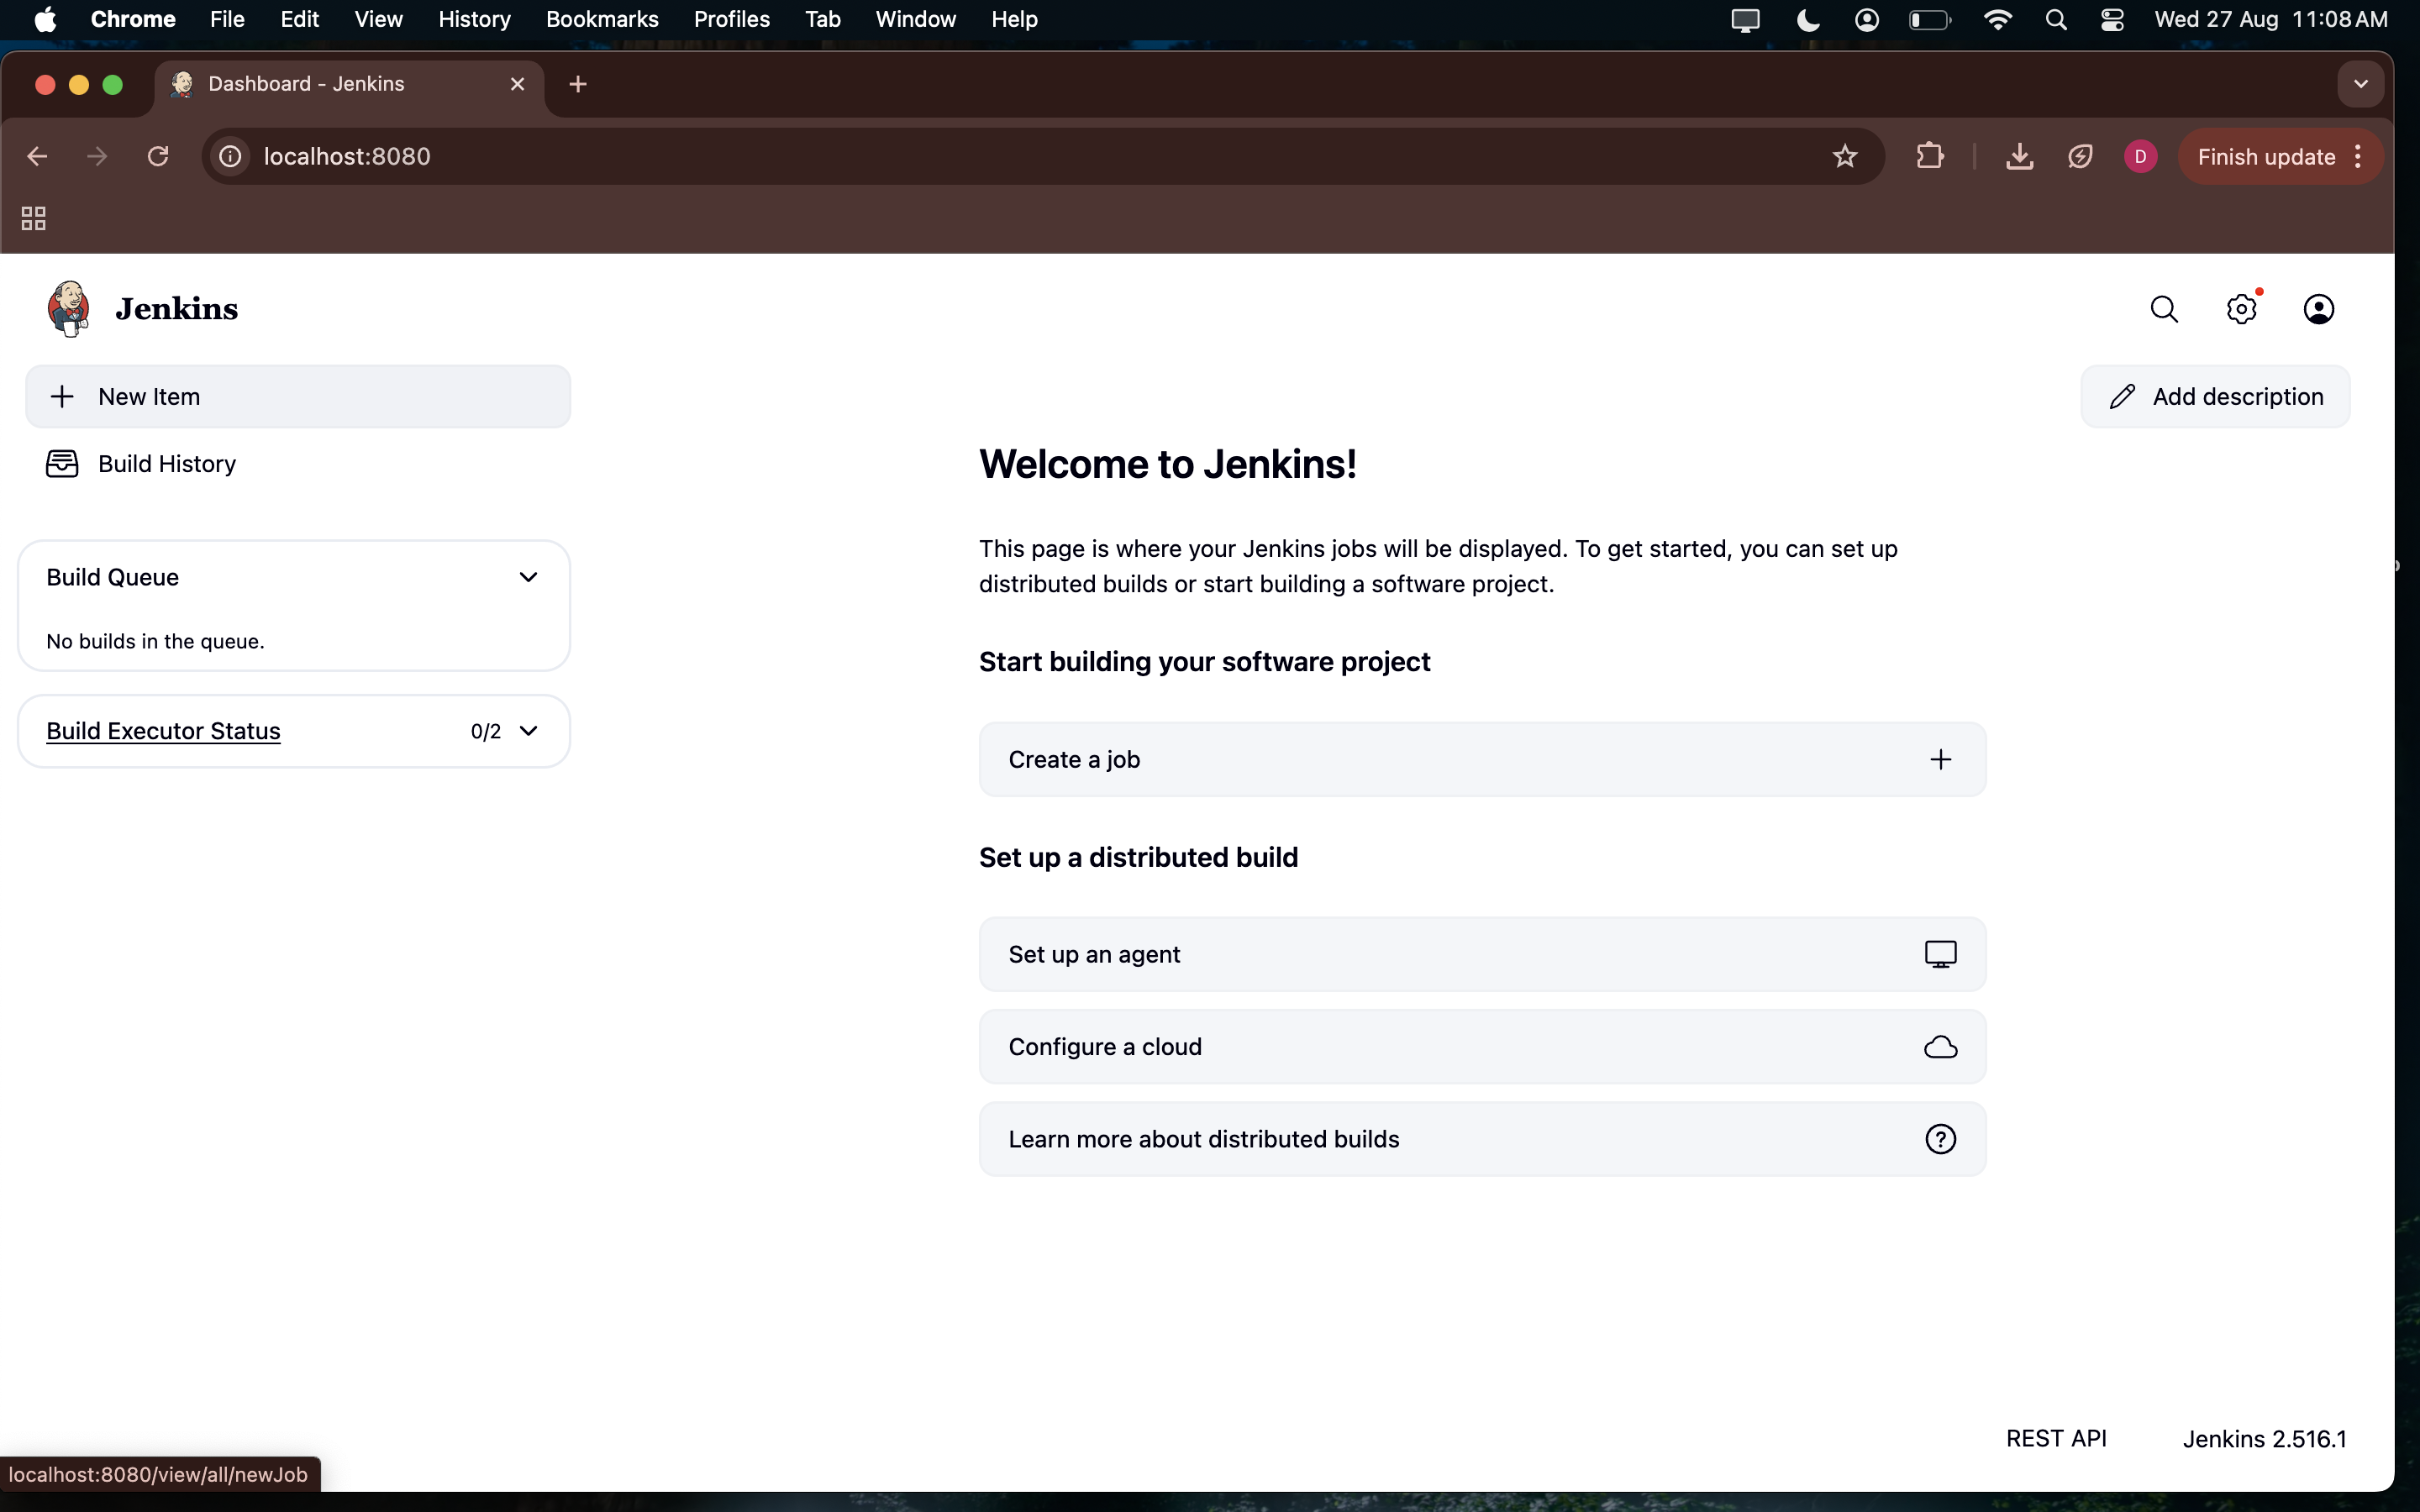 Chrome File Edit View History Bookmarks Profiles Tab Window Help Wed 27 Aug 11:08 AM
Dashboard - Jenkins
localhost:8080
D
Finish update
Jenkins
New Item
Add description
Build History
Welcome to Jenkins!
Build Queue
This page is where your Jenkins jobs will be displayed. To get started, you can set up
distributed builds or start building a software project.
No builds in the queue.
Start building your software project
Build Executor Status 0/2
Create a job
Set up a distributed build
Set up an agent
Configure a cloud
Learn more about distributed builds
REST API Jenkins 2.516.1
localhost:8080/view/all/newJob